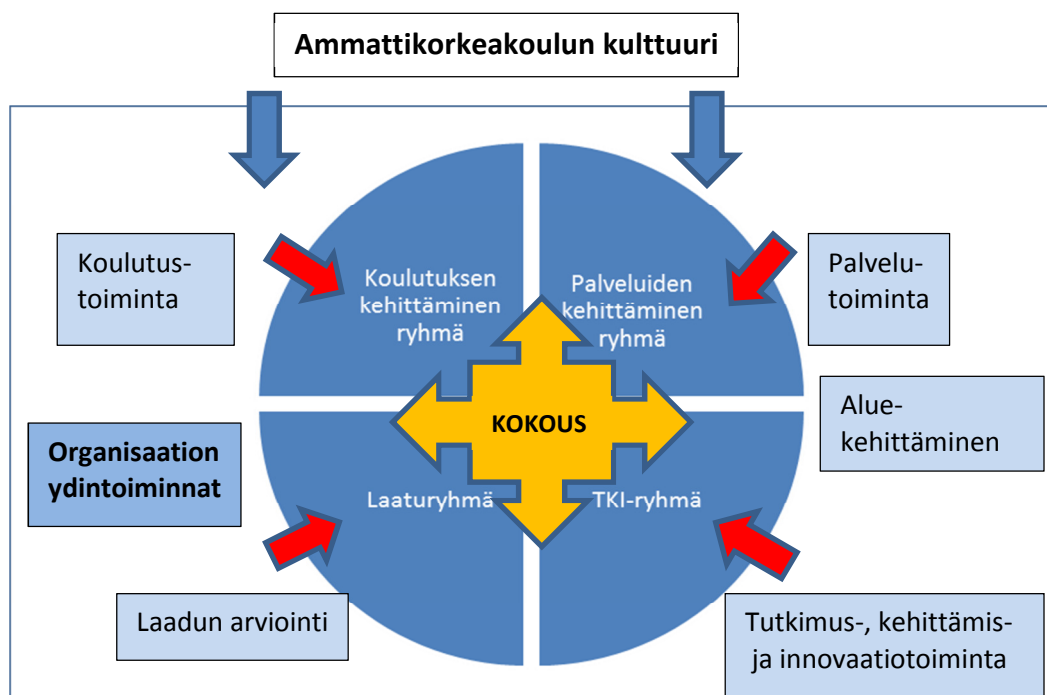 Ammattikorkeakoulun kulttuuri
Koulutus-
toiminta
Koulutuksen
kehittäminen
ryhmä
Palveluiden
kehittäminen
ryhmä
Palvelu-
toiminta
Organisaation
ydintoiminnat
KOKOUS
Alue-
kehittäminen
Laaturyhmä
TKI-ryhmä
Laadun arviointi
Tutkimus-, kehittämis-
ja innovaatiotoiminta